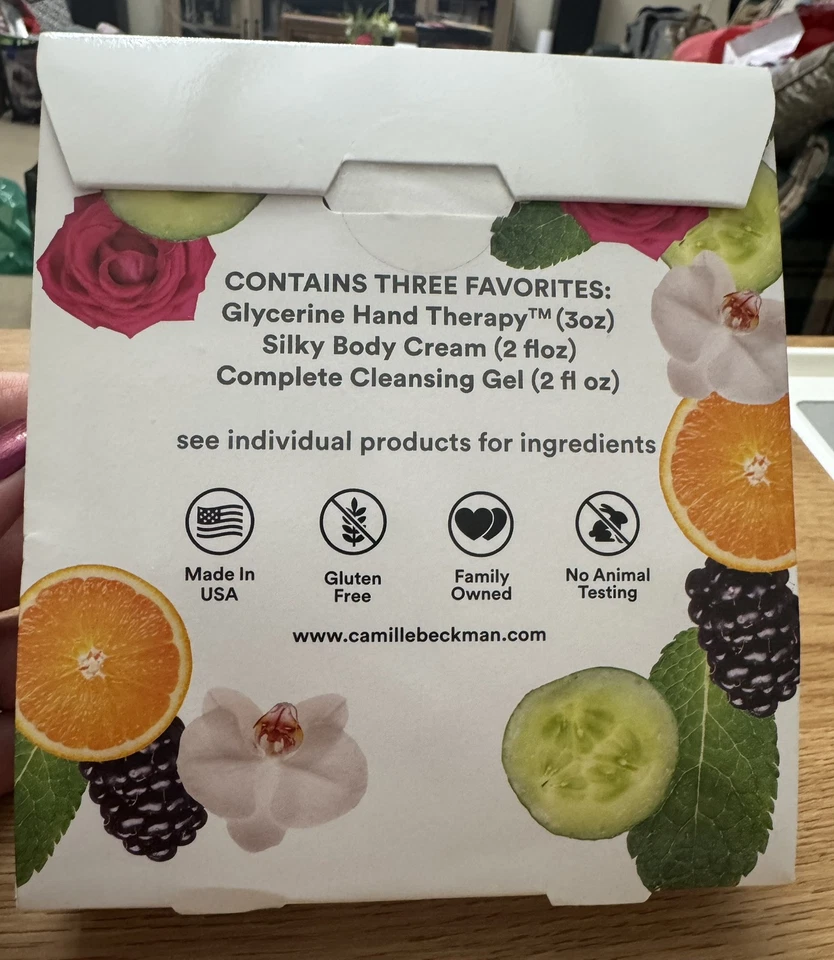 CONTAINS THREE FAVORITES:
Glycerine Hand Therapy™ (3oz)
Silky Body Cream (2 floz)
Complete Cleansing Gel (2 fl oz)
see individual products for ingredients
Made In
USA
Gluten
Free
Family
Owned
No Animal
Testing
www.camillebeckman.com